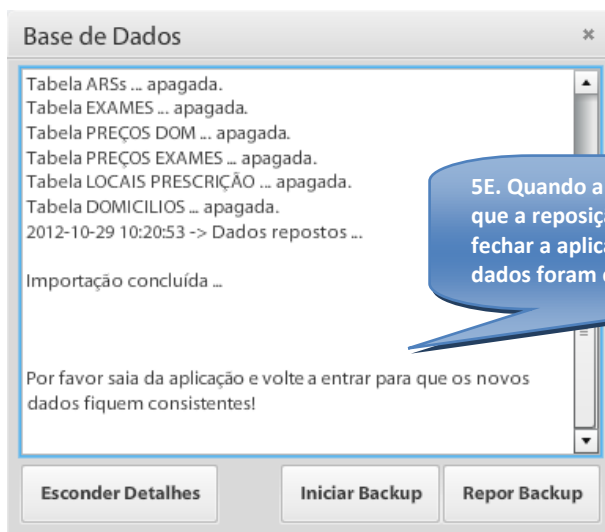 Base de Dados
Tabela ARSs ... apagada.
Tabela EXAMES ... apagada.
Tabela PREÇOS DOM ... apagada.
Tabela PREÇOS EXAMES ... apagada.
Tabela LOCAIS PRESCRIÇÃO ... apagada.
Tabela DOMICILIOS ... apagada.
2012-10-29 10:20:53 -> Dados repostos ...
Importação concluída ...
5E. Quando a
que a
fechar a
dados foram
Por favor saia da aplicação e volte a entrar para que os novos
dados fiquem consistentes!
Esconder Detalhes
Iniciar Backup
Repor Backup